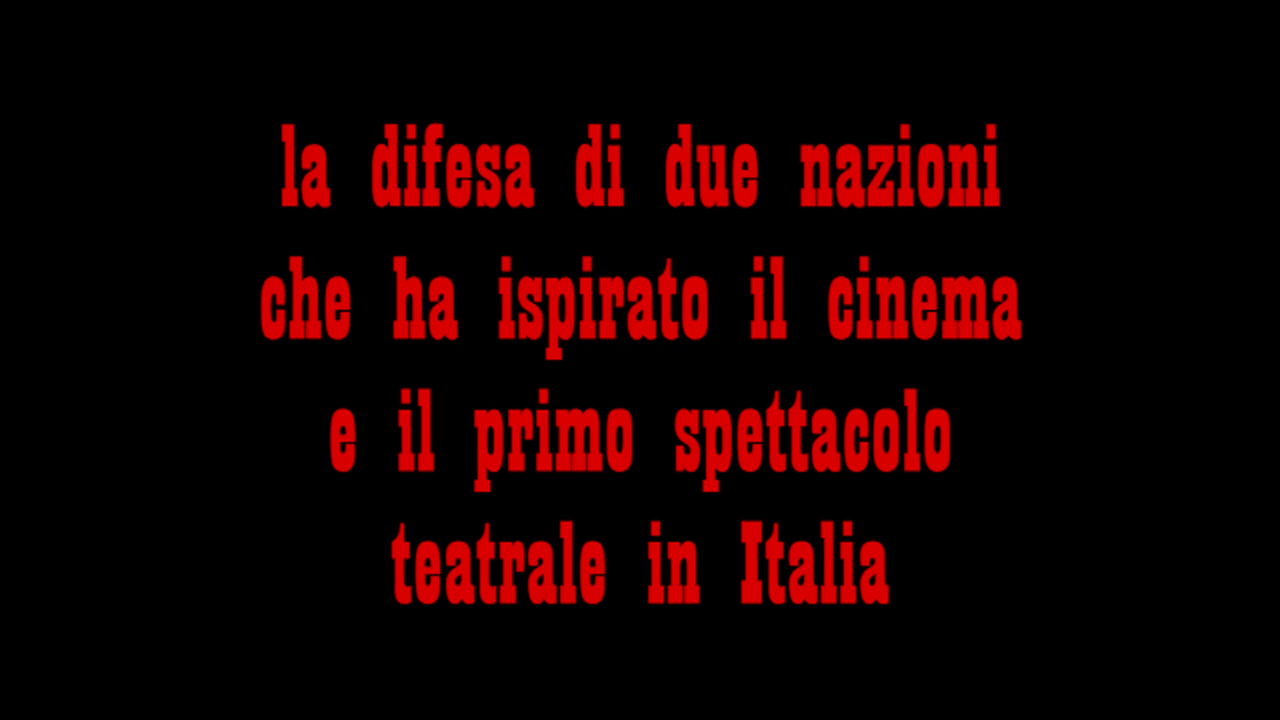 la difesa di due nazioni
che ha ispirato il cinema
e il primo spettacolo
teatrale in Italia